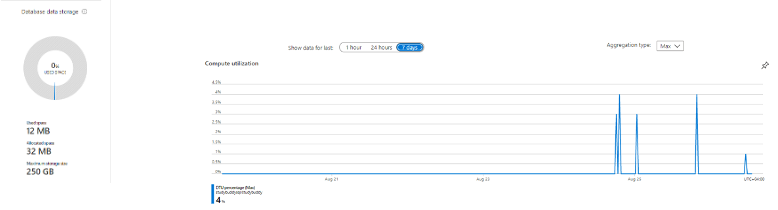 Database data storage
Show data for last:
1 hour
24 hours
7 days
Aggregation type:
Max
Compute utilization
0%
Used space
12 MB
Allocated space
32 MB
Maximum storage size
250 GB
4.5%
4%
3.5%
3%
2.5%
2%
1.5%
1%
0.5%
0%
Aug 21
Aug 23
Aug 25
UTC+04:00
DTU percentage (Max)
4%